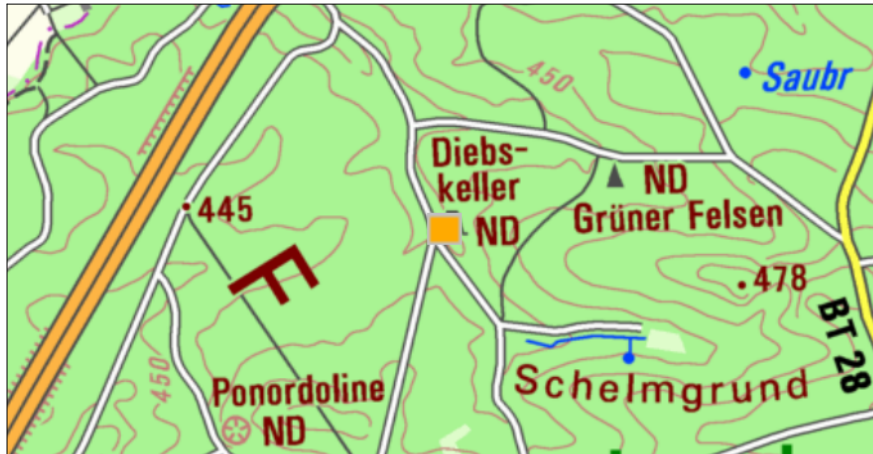 450
Saubr
Diebs-
keller
ND
ND
Grüner Felsen
445
F
478
BT 28
450
Ponordoline
ND
Schelmgrund